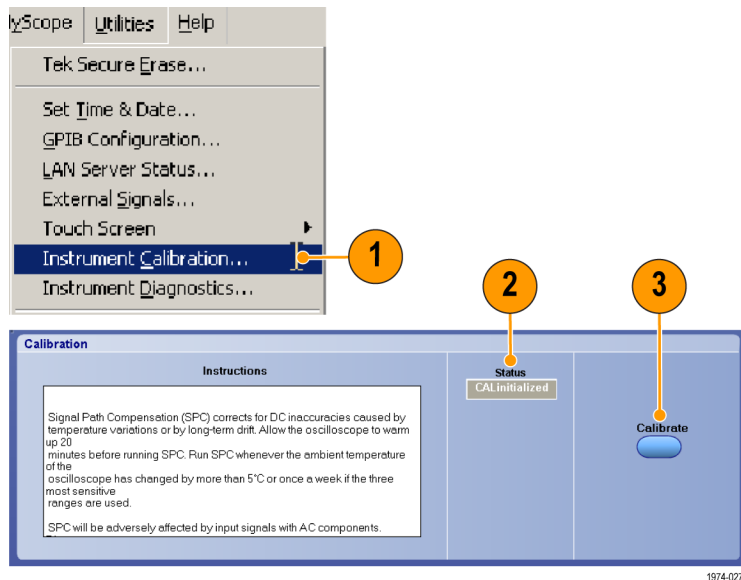 lyScope Utilities Help
Tek Secure Erase...
Set Time & Date...
GPIB Configuration...
LAN Server Status...
External Signals...
Touch Screen
Instrument Calibration...
Instrument Diagnostics...
1
2
3
Calibration
Instructions
Signal Path Compensation (SPC) corrects for DC inaccuracies caused by
temperature variations or by long-term drift. Allow the oscilloscope to warm
up 20
minutes before running SPC. Run SPC whenever the ambient temperature
of the
oscilloscope has changed by more than 5°C or once a week if the three
most sensitive
ranges are used.
SPC will be adversely affected by input signals with AC components.
Status
CALinitialized
Calibrate
1974-027